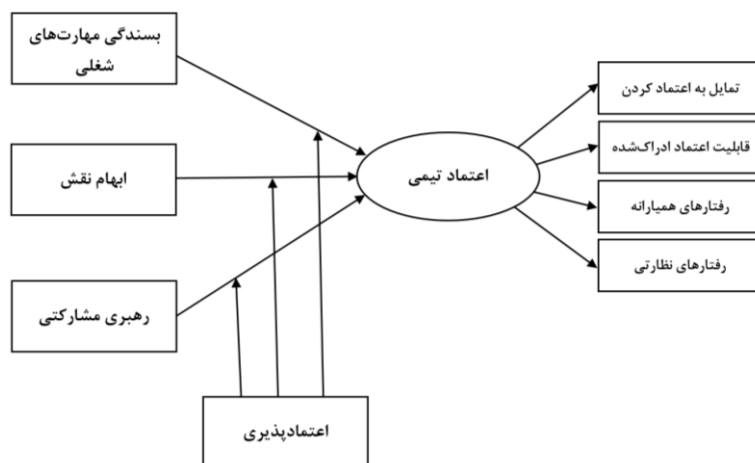 بسندگی مهارت‌های
شغلی
ابهام نقش
رهبری مشارکتی
اعتمادپذیری
اعتماد تیمی
تمایل به اعتماد کردن
قابلیت اعتماد ادراک‌شده
رفتارهای همیارانه
رفتارهای نظارتی